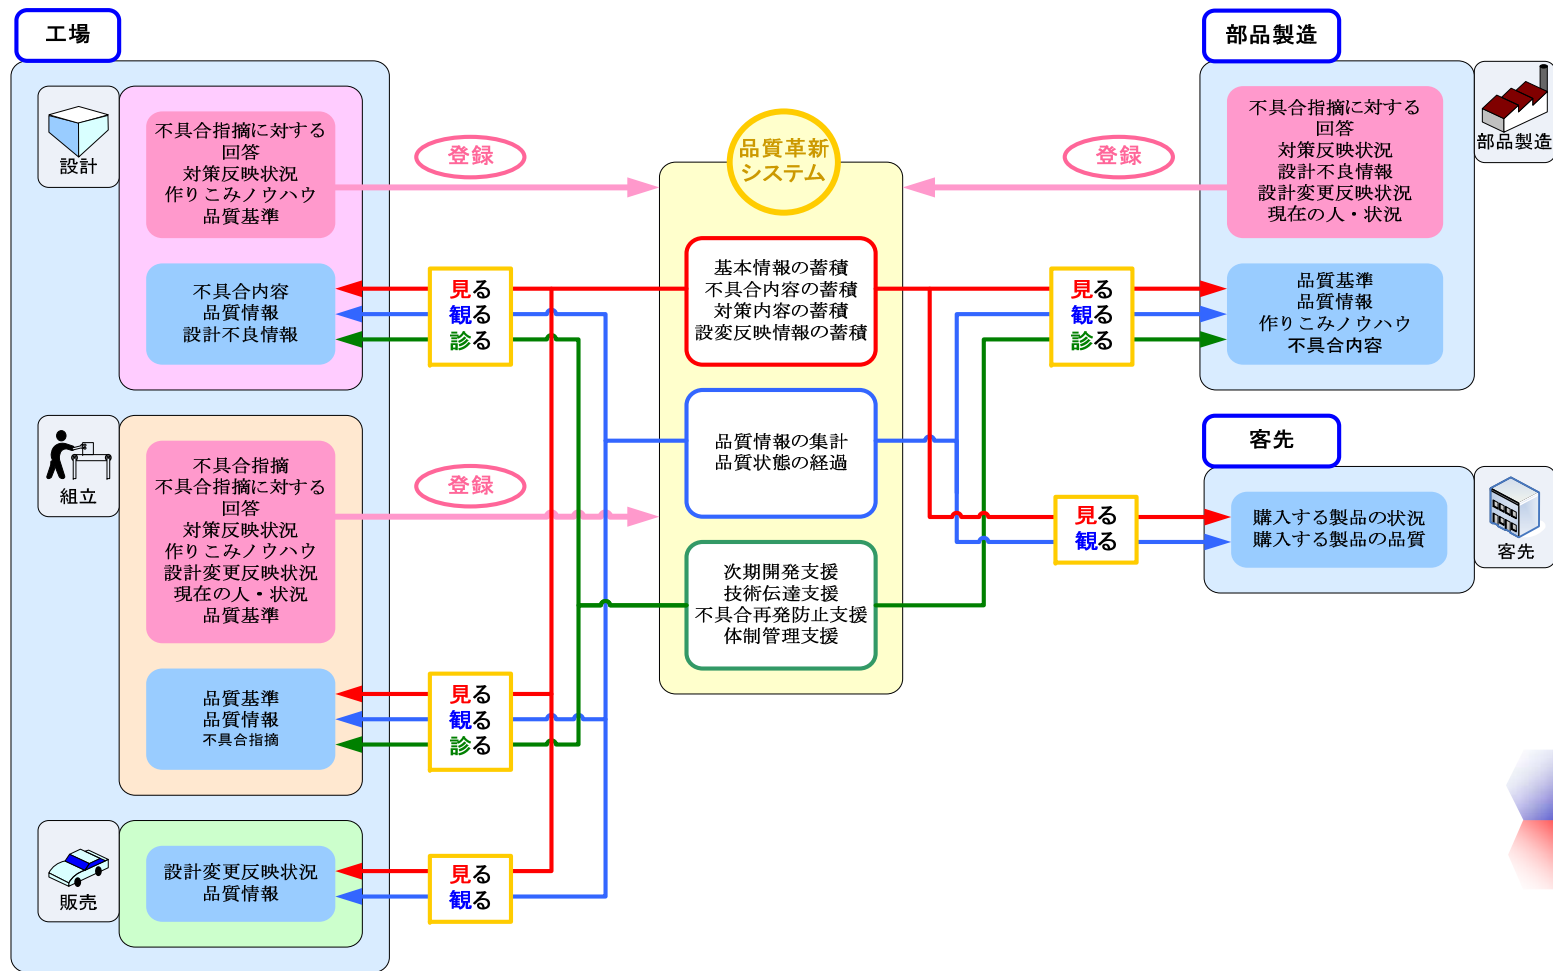 工場
設計
不具合指摘に対する
回答
対策反映状況
作りこみノウハウ
品質基準
登録
不具合内容
品質情報
設計不良情報
見る
観る
診る
組立
不具合指摘
不具合指摘に対する
回答
対策反映状況
作りこみノウハウ
設計変更反映状況
現在の人・状況
品質基準
登録
品質基準
品質情報
不具合指摘
見る
観る
診る
販売
設計変更反映状況
品質情報
見る
観る
品質革新
システム
基本情報の蓄積
不具合内容の蓄積
対策内容の蓄積
設変反映情報の蓄積
品質情報の集計
品質状態の経過
次期開発支援
技術伝達支援
不具合再発防止支援
体制管理支援
部品製造
部品製造
登録
不具合指摘に対する
回答
対策反映状況
設計不良情報
設計変更反映状況
現在の人・状況
見る
観る
診る
品質基準
品質情報
作りこみノウハウ
不具合内容
客先
客先
見る
観る
購入する製品の状況
購入する製品の品質